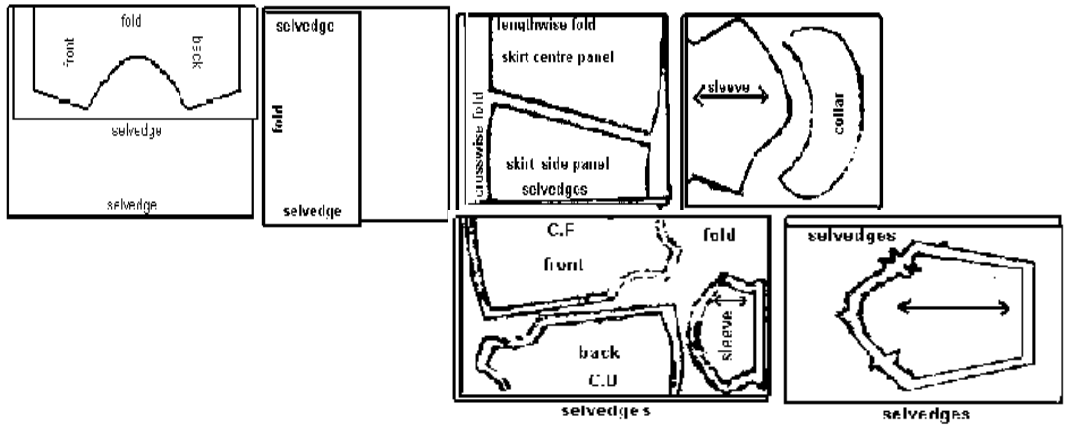 fold
front
back
selvedge
selvedge
selvedge
fold
selvedge
lengthwise fold
skirt centre panel
crosswise fold
skirt side panel
selvedges
sleeve
collar
C.F
front
fold
sleeve
back
C.U
selvedges
selvedges
selvedges